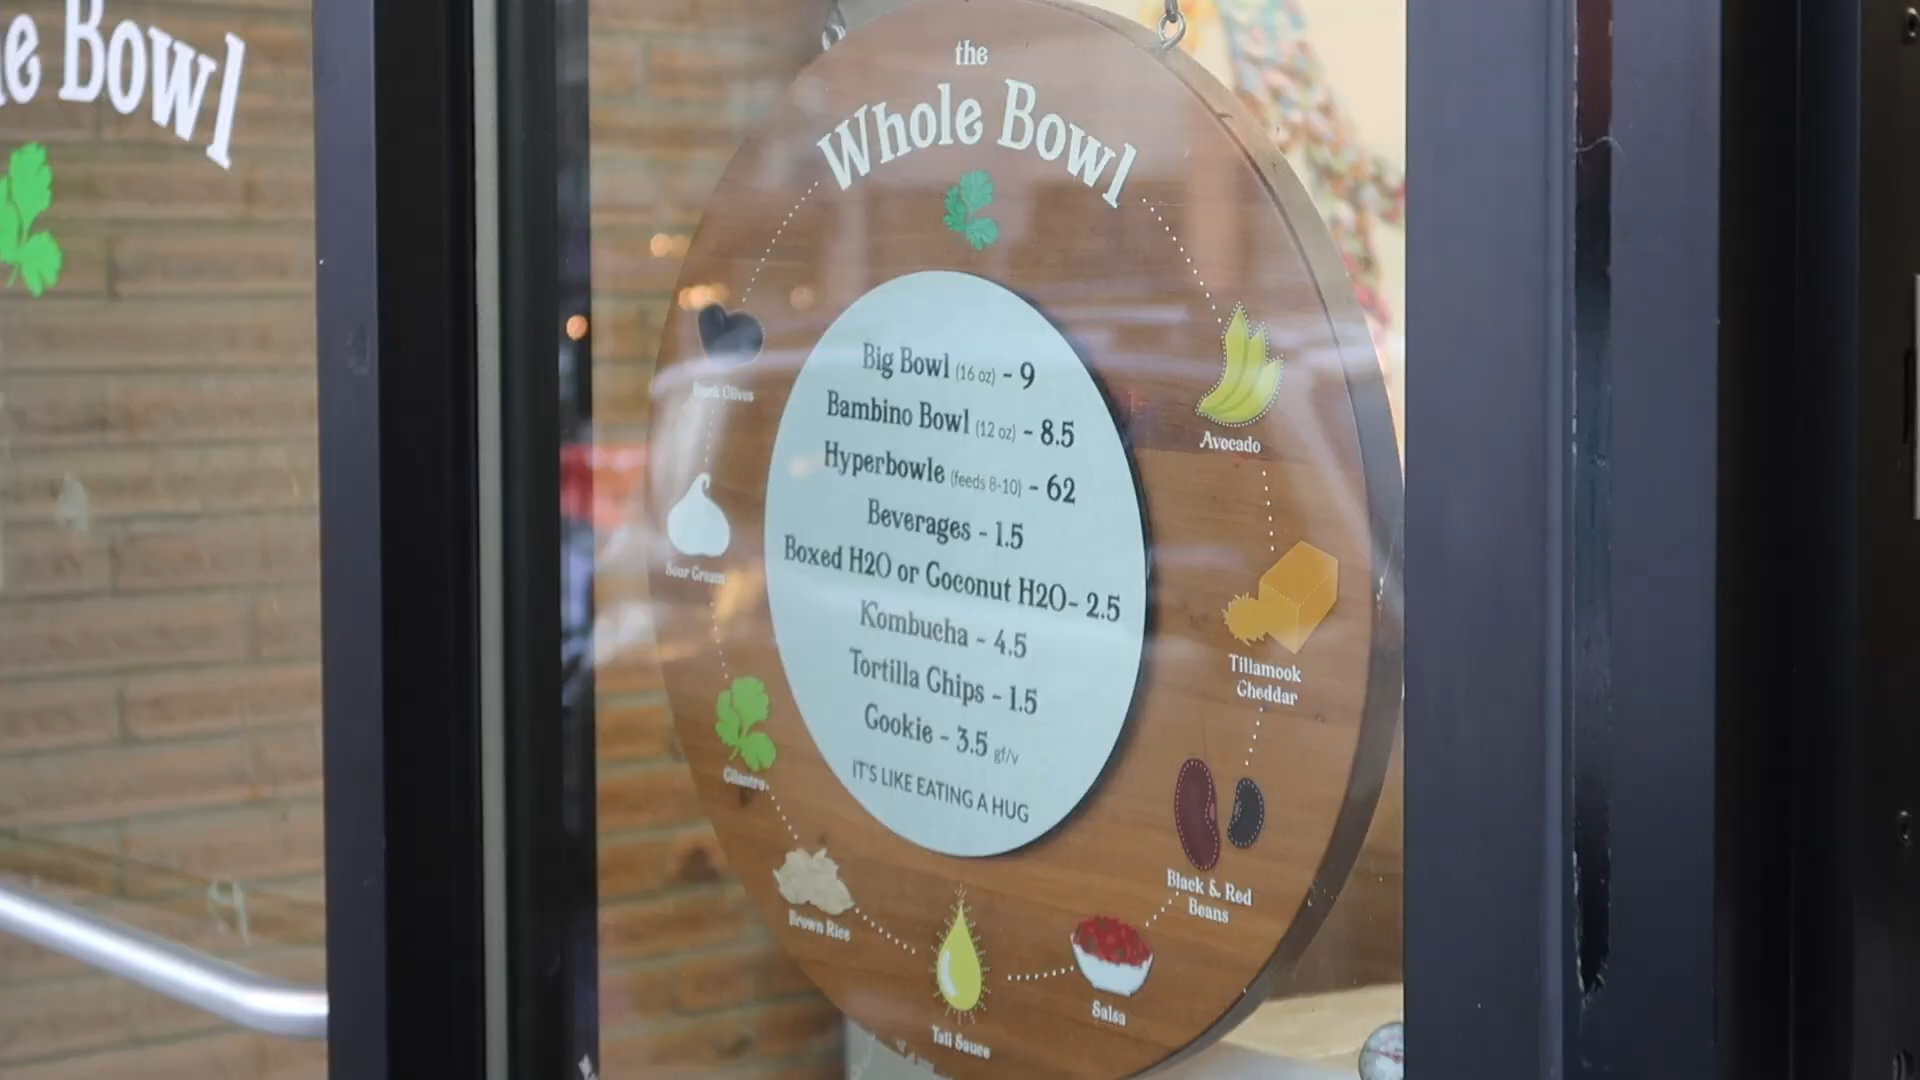 e Bowl
the
Whole Bowl
Big Bowl (16 oz) - 9
Bambino Bowl (12 oz) - 8.5
Hyperbowle (feeds 8-10) - 62
Beverages - 1.5
Boxed H2O or Coconut H2O- 2.5
Kombucha - 4.5
Tortilla Chips - 1.5
Cookie - 3.5 gf/v
IT'S LIKE EATING A HUG
Avocado
Tillamook
Cheddar
Black & Red
Beans
Salsa
Tali Sauce
Brown Rice
Cilantro
Sour Cream
Black Olives